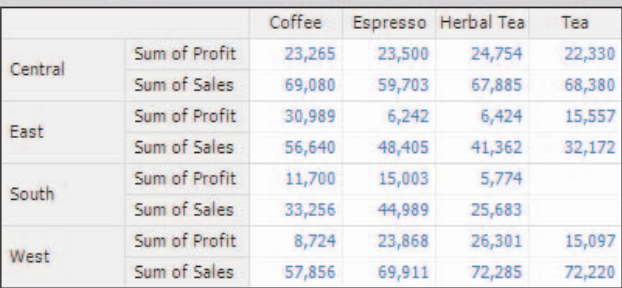 Coffee Espresso Herbal Tea Tea
Central Sum of Profit 23,265 23,500 24,754 22,330
Sum of Sales 69,080 59,703 67,885 68,380
East Sum of Profit 30,989 6,242 6,424 15,557
Sum of Sales 56,640 48,405 41,362 32,172
South Sum of Profit 11,700 15,003 5,774
Sum of Sales 33,256 44,989 25,683
West Sum of Profit 8,724 23,868 26,301 15,097
Sum of Sales 57,856 69,911 72,285 72,220